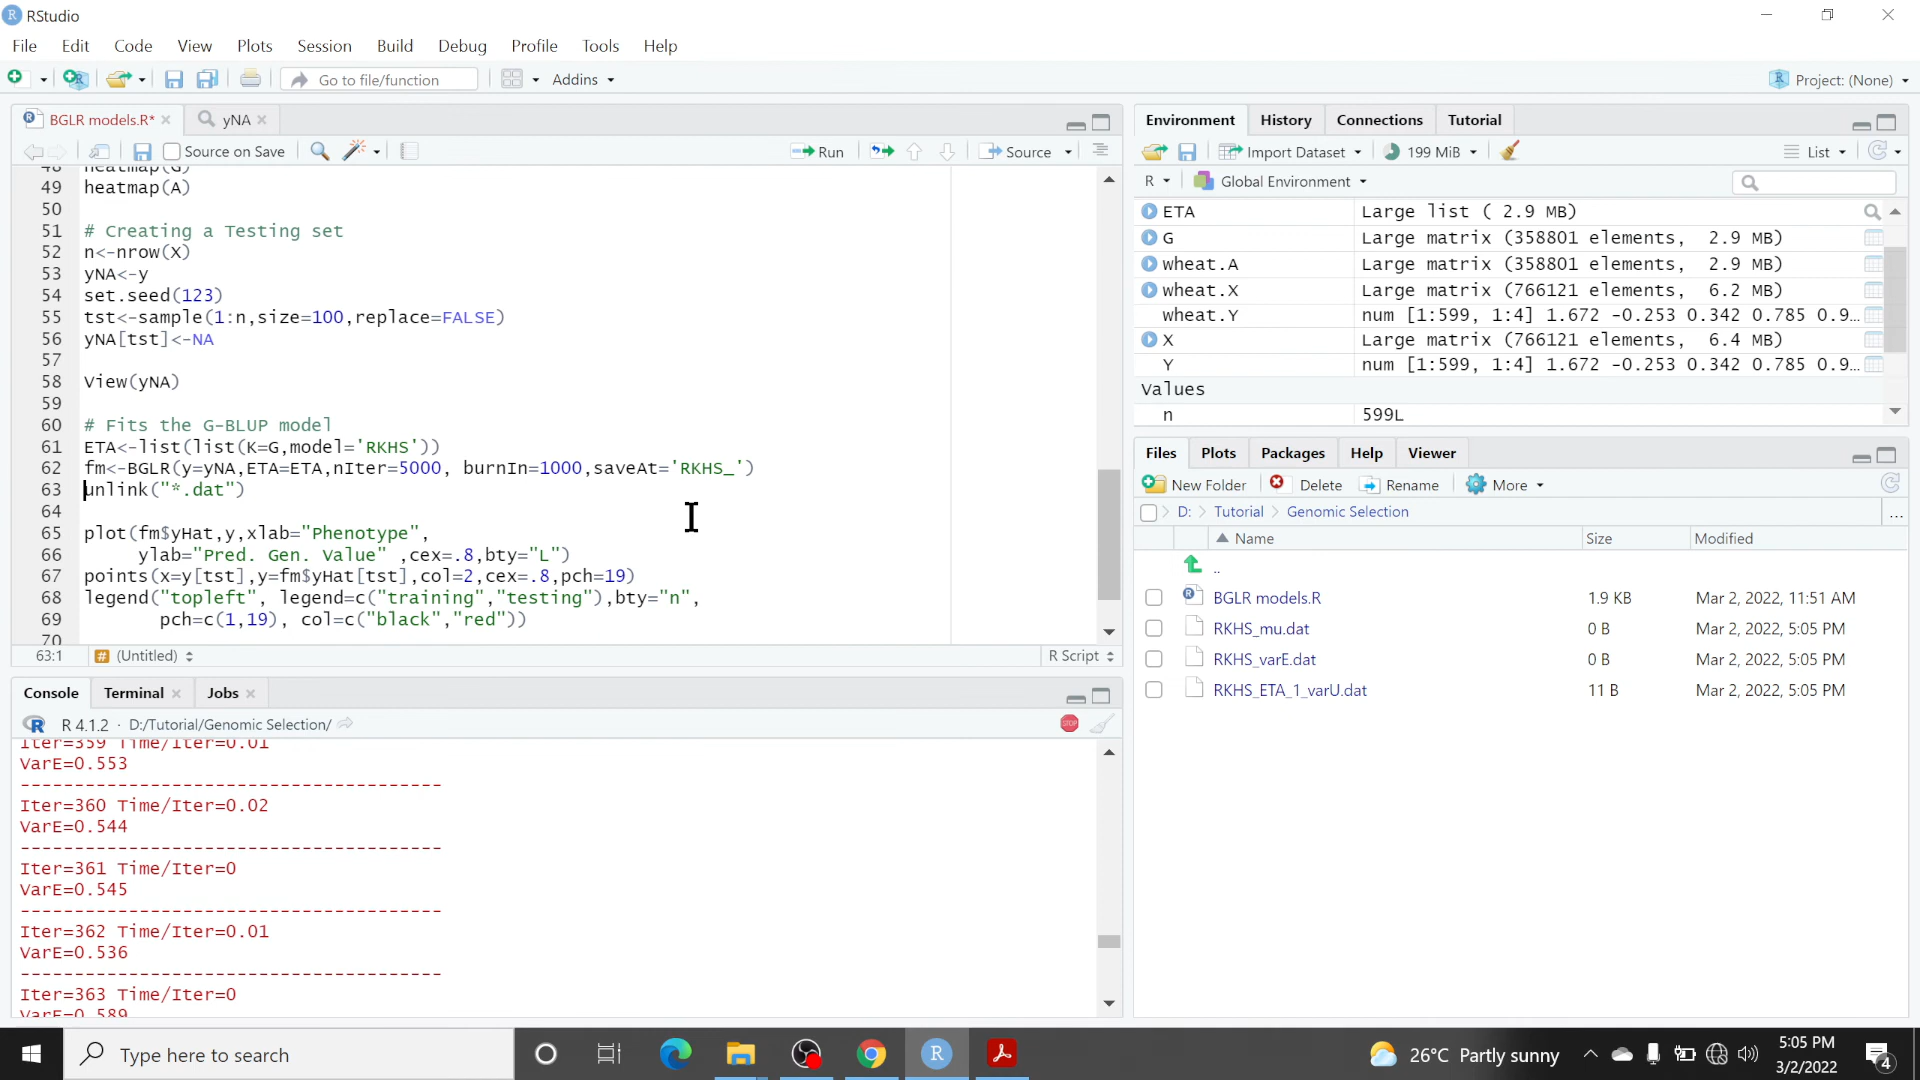 RStudio
File Edit Code View Plots Session Build Debug Profile Tools Help
Go to file/function Addins Project: (None)
BGLR models.R* yNA
Source on Save Run Source
48 heatmap(G)
49 heatmap(A)
50
51 # Creating a Testing set
52 n<-nrow(X)
53 yNA<-y
54 set.seed(123)
55 tst<-sample(1:n,size=100,replace=FALSE)
56 yNA[tst]<-NA
57
58 View(yNA)
59
60 # Fits the G-BLUP model
61 ETA<-list(list(K=G,model='RKHS'))
62 fm<-BGLR(y=yNA,ETA=ETA,nIter=5000, burnIn=1000,saveAt='RKHS_')
63 unlink("*.dat")
64
65 plot(fm$yHat,y,xlab="Phenotype",
66 ylab="Pred. Gen. Value" ,cex=.8,bty="L")
67 points(x=y[tst],y=fm$yHat[tst],col=2,cex=.8,pch=19)
68 legend("topleft", legend=c("training","testing"),bty="n",
69 pch=c(1,19), col=c("black","red"))
70
63:1 # (Untitled) R Script
Console Terminal Jobs
R 4.1.2 · D:/Tutorial/Genomic Selection/
STOP
Iter=359 Time/Iter=0.01
VarE=0.553
---------------------------------------
Iter=360 Time/Iter=0.02
VarE=0.544
---------------------------------------
Iter=361 Time/Iter=0
VarE=0.545
---------------------------------------
Iter=362 Time/Iter=0.01
VarE=0.536
---------------------------------------
Iter=363 Time/Iter=0
VarE=0.589
Environment History Connections Tutorial
Import Dataset 199 MiB List
R Global Environment
ETA Large list ( 2.9 MB)
G Large matrix (358801 elements, 2.9 MB)
wheat.A Large matrix (358801 elements, 2.9 MB)
wheat.X Large matrix (766121 elements, 6.2 MB)
wheat.Y num [1:599, 1:4] 1.672 -0.253 0.342 0.785 0.9…
X Large matrix (766121 elements, 6.4 MB)
Y num [1:599, 1:4] 1.672 -0.253 0.342 0.785 0.9…
Values
n 599L
Files Plots Packages Help Viewer
New Folder Delete Rename More
D: Tutorial Genomic Selection ...
Name Size Modified
..
BGLR models.R 1.9 KB Mar 2, 2022, 11:51 AM
RKHS_mu.dat 0 B Mar 2, 2022, 5:05 PM
RKHS_varE.dat 0 B Mar 2, 2022, 5:05 PM
RKHS_ETA_1_varU.dat 11 B Mar 2, 2022, 5:05 PM
Type here to search
26°C Partly sunny
5:05 PM
3/2/2022
4